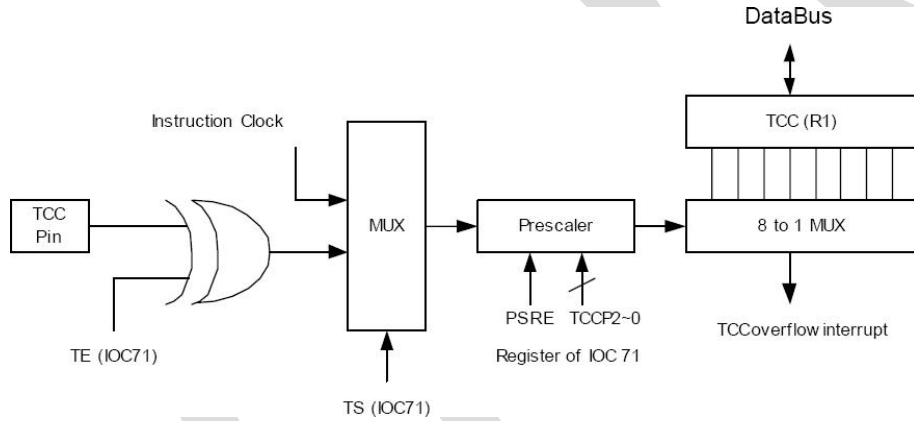 DataBus
TCC (R1)
Instruction Clock
TCC
Pin
MUX
Prescaler
8 to 1 MUX
PSRE TCCP2~0
TE (IOC71)
Register of IOC 71
TCCoverflow interrupt
TS (IOC71)